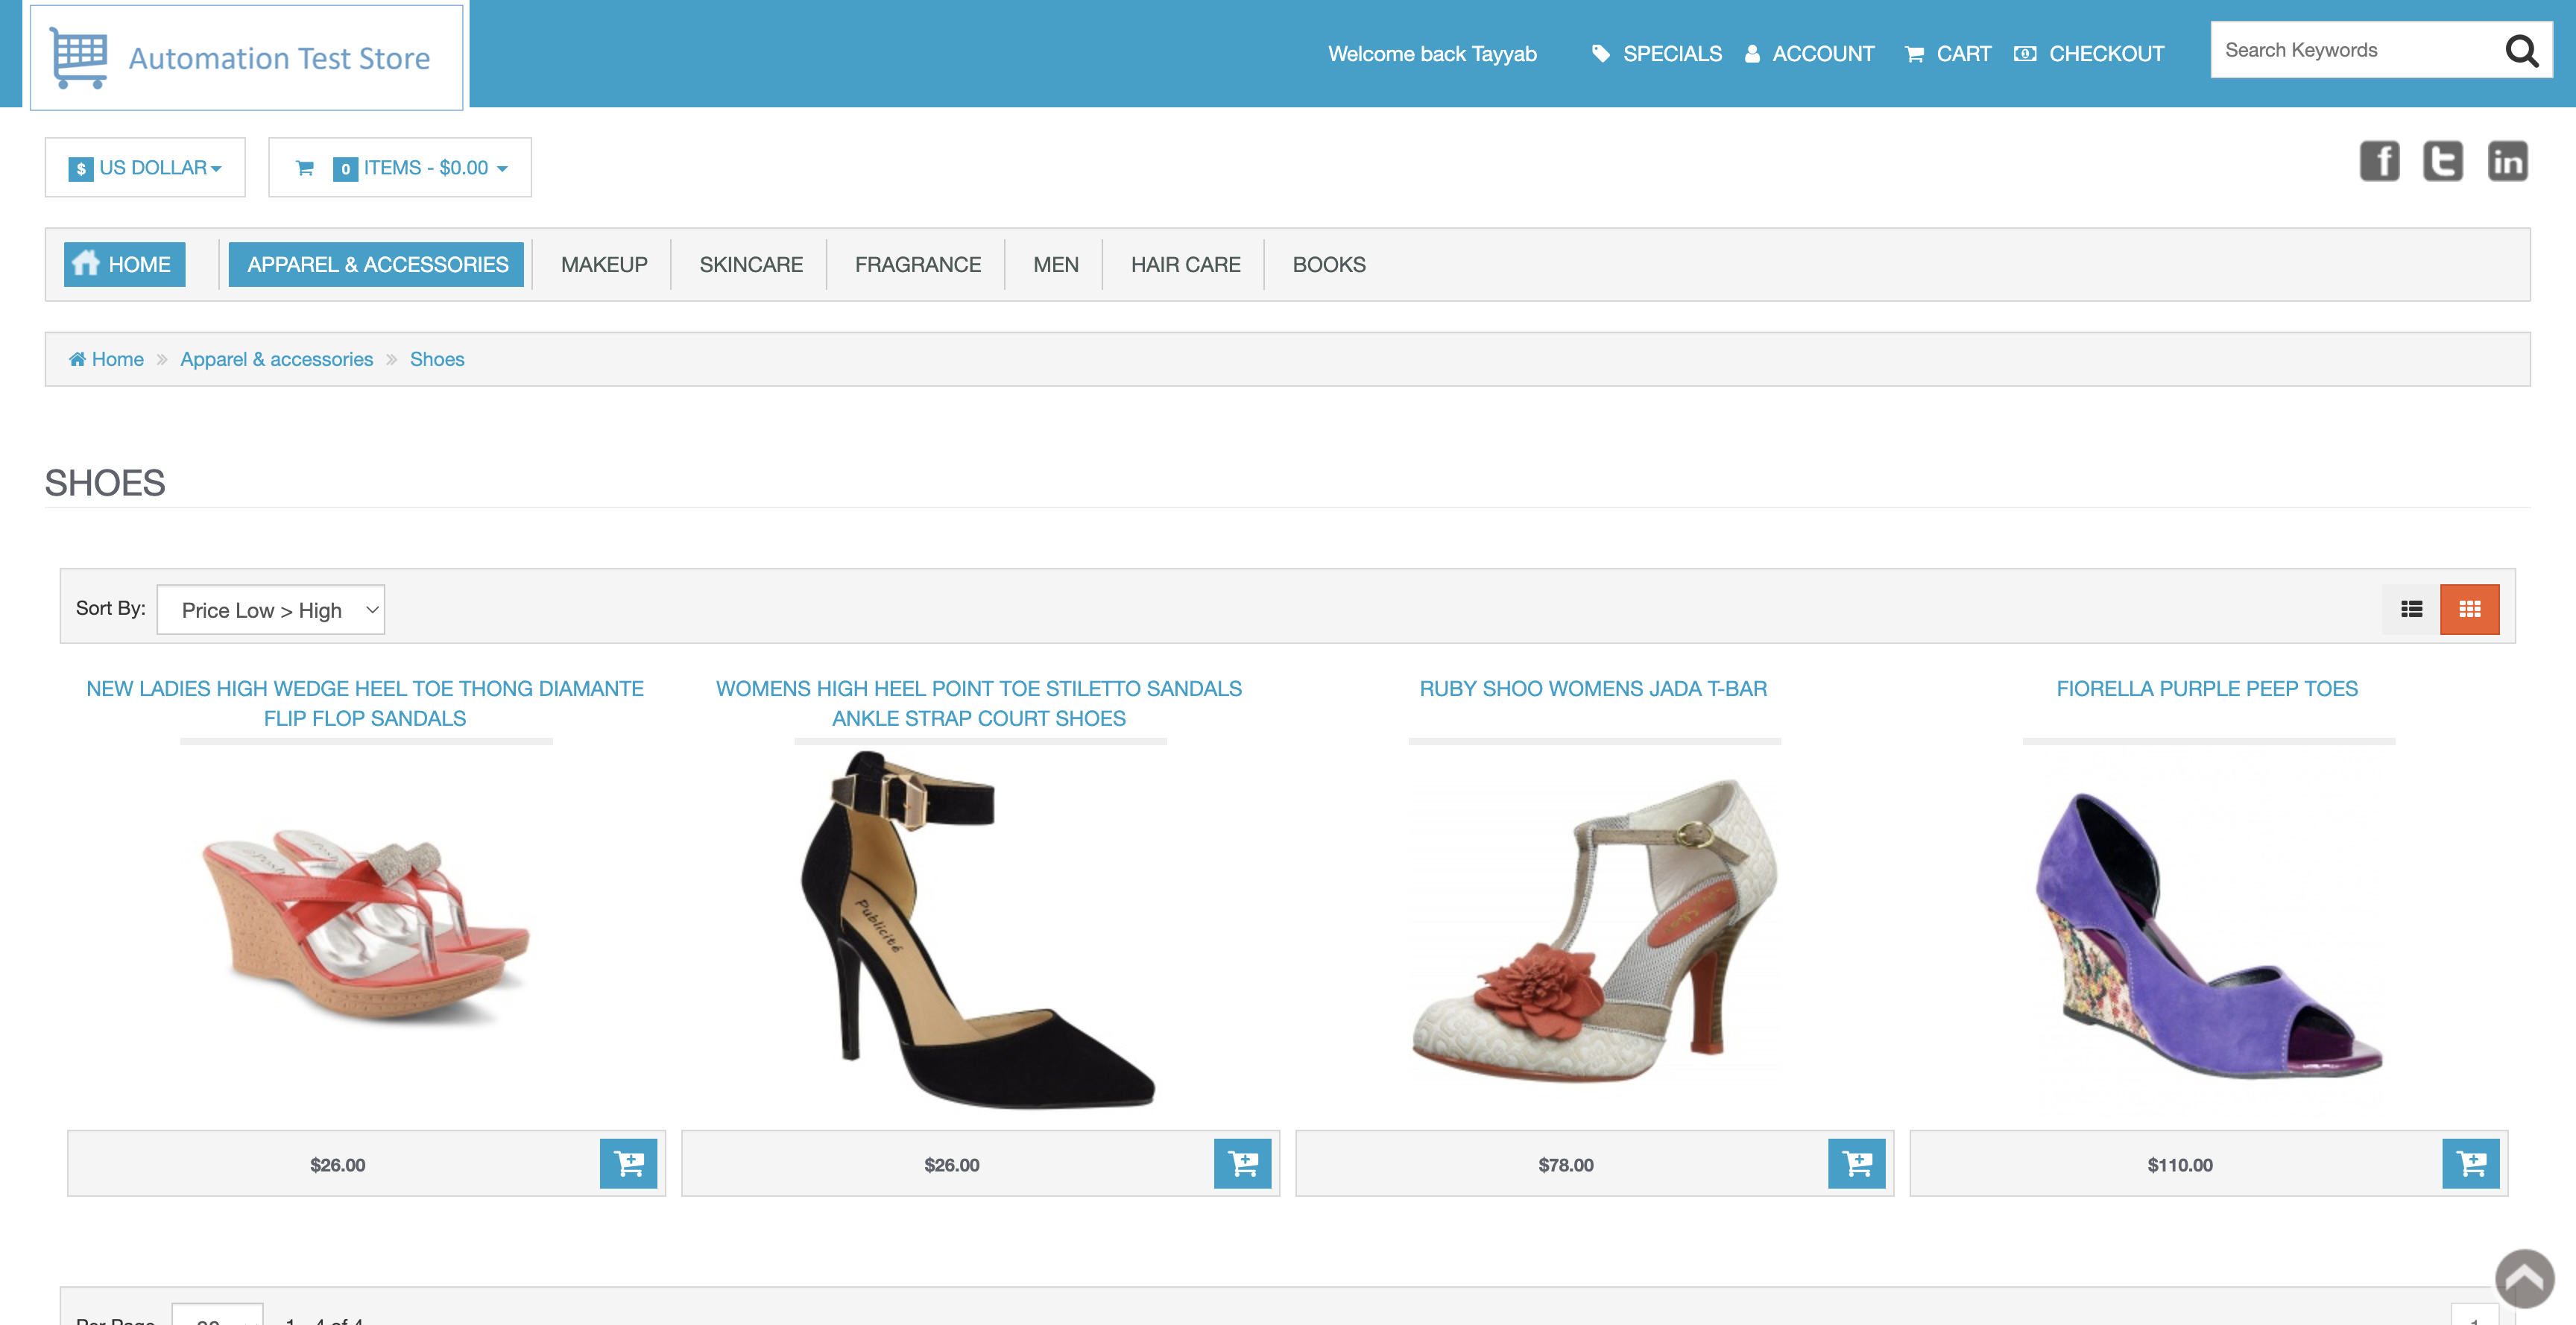 Automation Test Store
Welcome back Tayyab SPECIALS ACCOUNT CART CHECKOUT Search Keywords
$ US DOLLAR 0 ITEMS - $0.00
f t in
HOME APPAREL & ACCESSORIES MAKEUP SKINCARE FRAGRANCE MEN HAIR CARE BOOKS
Home » Apparel & accessories » Shoes
SHOES
Sort By: Price Low > High
NEW LADIES HIGH WEDGE HEEL TOE THONG DIAMANTE
FLIP FLOP SANDALS
WOMENS HIGH HEEL POINT TOE STILETTO SANDALS
ANKLE STRAP COURT SHOES
RUBY SHOO WOMENS JADA T-BAR
FIORELLA PURPLE PEEP TOES
Publicité
$26.00
$26.00
$78.00
$110.00
Per Page 1 - 4 of 4